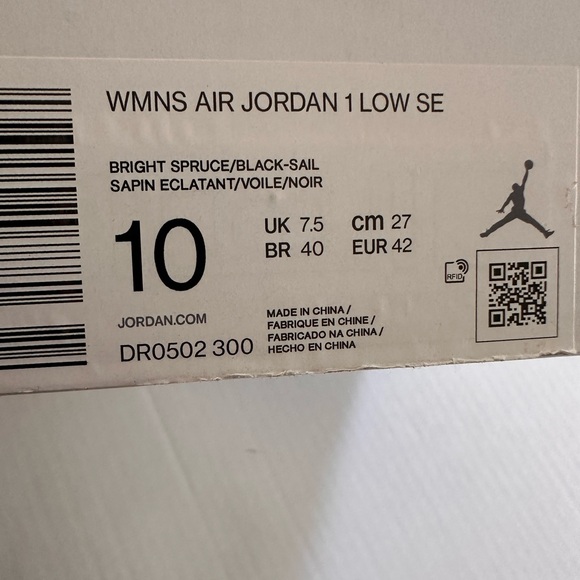 WMNS AIR JORDAN 1 LOW SE
BRIGHT SPRUCE/BLACK-SAIL
SAPIN ECLATANT/VOILE/NOIR
10
UK 7.5 cm 27
BR 40 EUR 42
RFID
JORDAN.COM
DR0502 300
MADE IN CHINA /
FABRIQUE EN CHINE /
FABRICADO NA CHINA /
HECHO EN CHINA